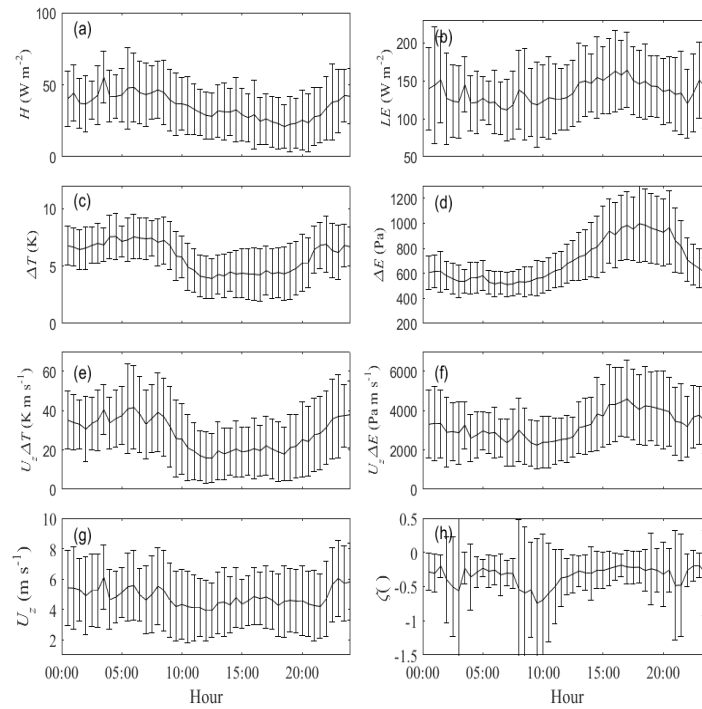 (a)
H (W m⁻²)
100
50
0
(b)
LE (W m⁻²)
200
150
100
50
(c)
ΔT (K)
10
5
0
(d)
ΔE (Pa)
1200
1000
800
600
400
200
(e)
U_z ΔT (K m s⁻¹)
60
40
20
0
(f)
U_z ΔE (Pa m s⁻¹)
6000
4000
2000
0
(g)
U_z (m s⁻¹)
10
8
6
4
2
00:00 05:00 10:00 15:00 20:00
Hour
(h)
ζ( )
0.5
0
-0.5
-1
-1.5
00:00 05:00 10:00 15:00 20:00
Hour